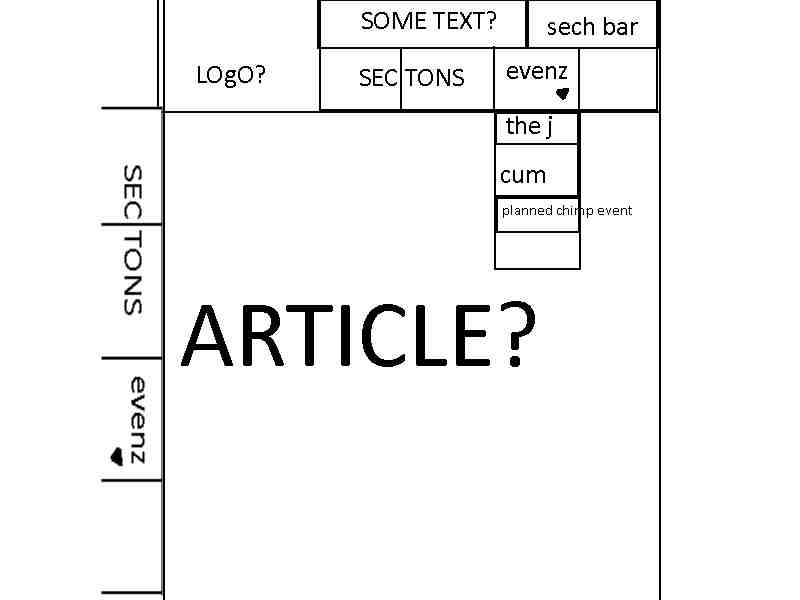 SOME TEXT?
sech bar
LOgO?
SEC TONS
evenz
the j
cum
planned chimp event
SEC TONS
evenz
ARTICLE?